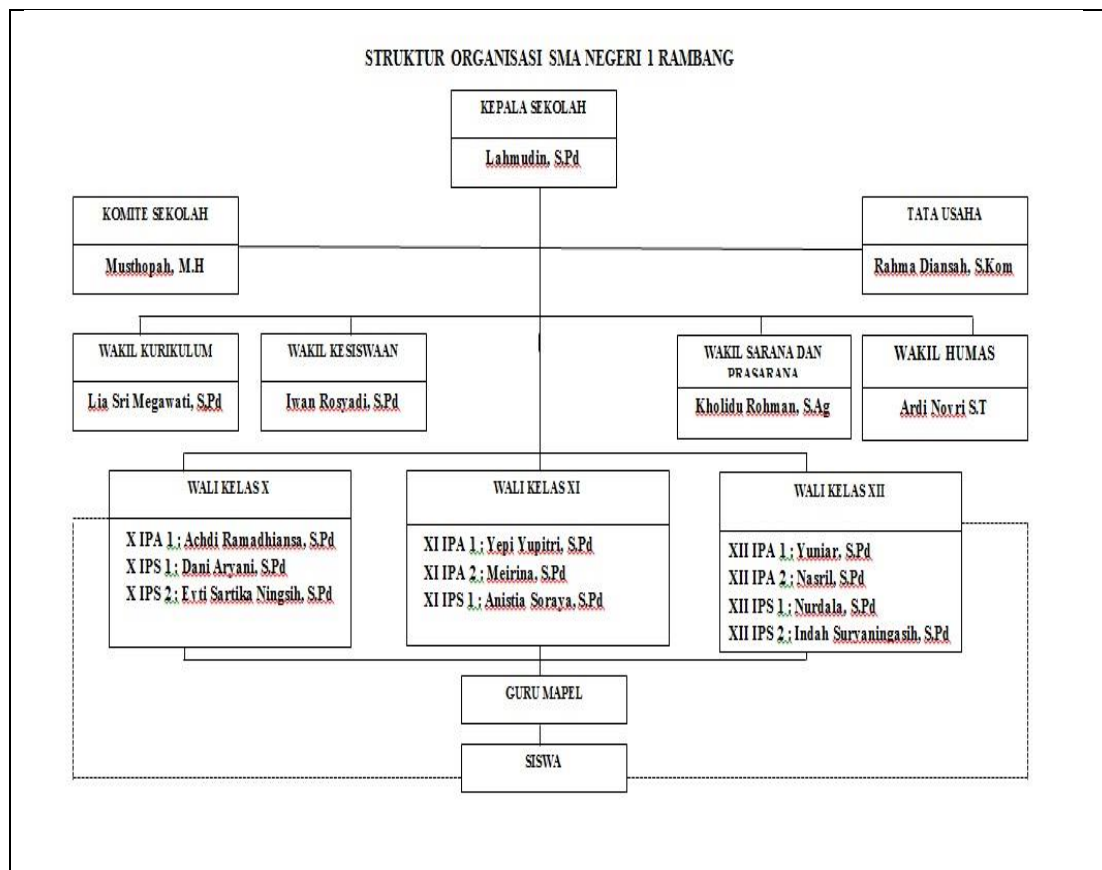 STRUKTUR ORGANISASI SMA NEGERI 1 RAMBANG
KEPALA SEKOLAH
Lahmudin, S.Pd
KOMITE SEKOLAH
Musthopah, M.H
TATA USAHA
Rahma Diansah, S.Kom
WAKIL KURIKULUM
Lia Sri Megawati, S,Pd
WAKIL KESISWAAN
Iwan Rosyadi, S.Pd
WAKIL SARANA DAN
PRASARANA
Kholidu Rohman, S.Ag
WAKIL HUMAS
Ardi Novri S.T
WALI KELAS X
X IPA 1 : Achdi Ramadhiansa, S.Pd
X IPS 1 : Dani Aryani, S.Pd
X IPS 2 : Evti Sartika Ningsih, S.Pd
WALI KELAS XI
XI IPA 1 : Yepi Yupitri, S.Pd
XI IPA 2 : Meirina, S.Pd
XI IPS 1 : Anistia Soraya, S.Pd
WALI KELAS XII
XII IPA 1 : Yuniar, S.Pd
XII IPA 2 : Nasril, S.Pd
XII IPS 1 : Nurdala, S.Pd
XII IPS 2 : Indah Suryaningasih, S.Pd
GURU MAPEL
SISWA